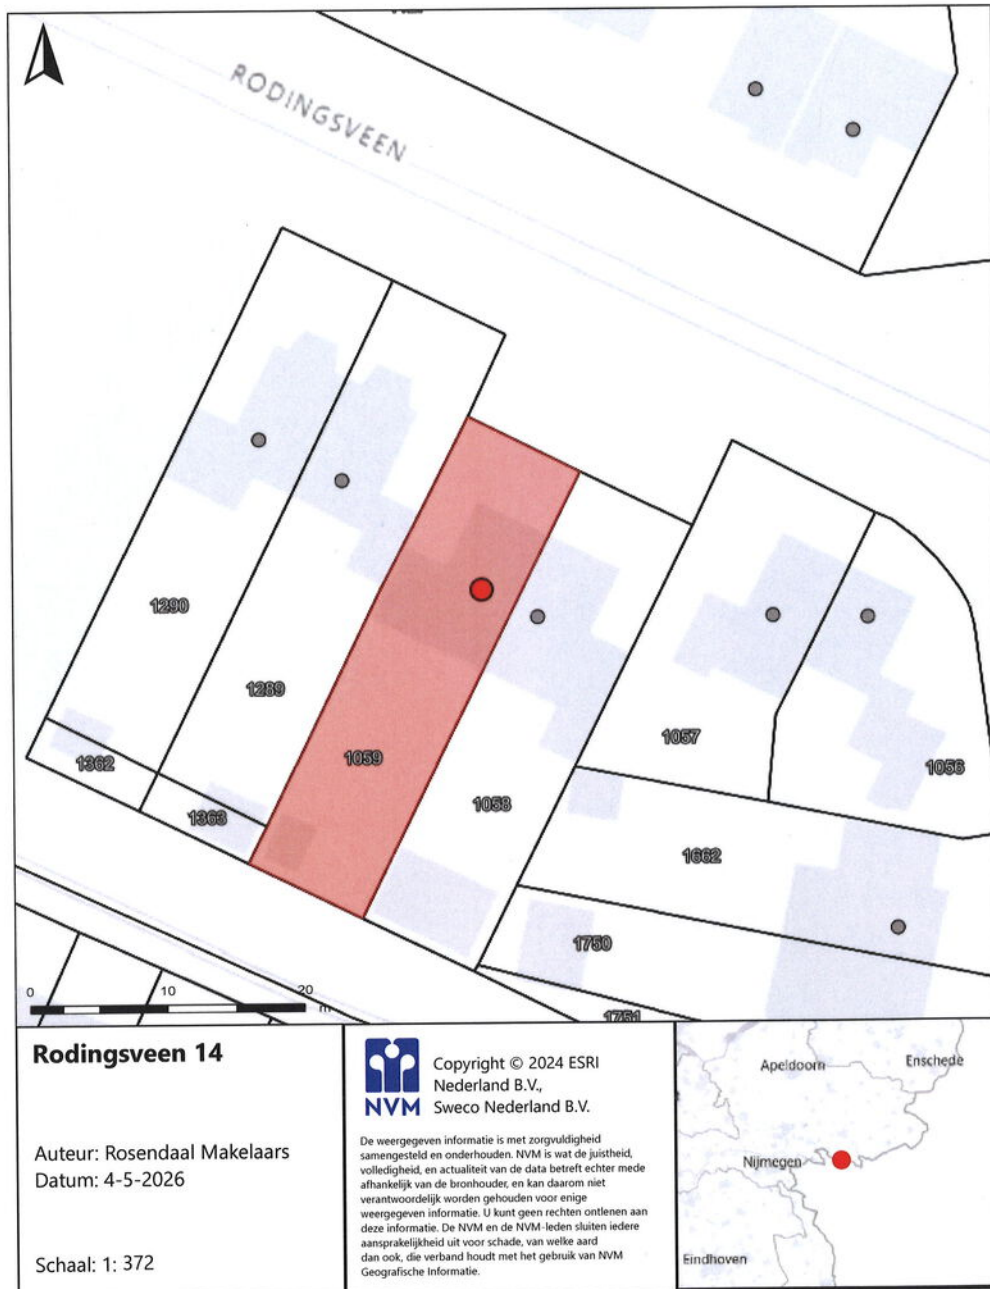 RODINGSVEEN
1290
1289
1362
1363
1059
1058
1057
1056
1662
1750
1751
0 10 20
m
Rodingsveen 14
Auteur: Rosendaal Makelaars
Datum: 4-5-2026
Schaal: 1: 372
NVM
Copyright © 2024 ESRI
Nederland B.V.,
Sweco Nederland B.V.
De weergegeven informatie is met zorgvuldigheid
samengesteld en onderhouden. NVM is wat de juistheid,
volledigheid, en actualiteit van de data betreft echter mede
afhankelijk van de bronhouder, en kan daarom niet
verantwoordelijk worden gehouden voor enige
weergegeven informatie. U kunt geen rechten ontlenen aan
deze informatie. De NVM en de NVM-leden sluiten iedere
aansprakelijkheid uit voor schade, van welke aard
dan ook, die verband houdt met het gebruik van NVM
Geografische Informatie.
Apeldoorn
Enschede
Nijmegen
Eindhoven